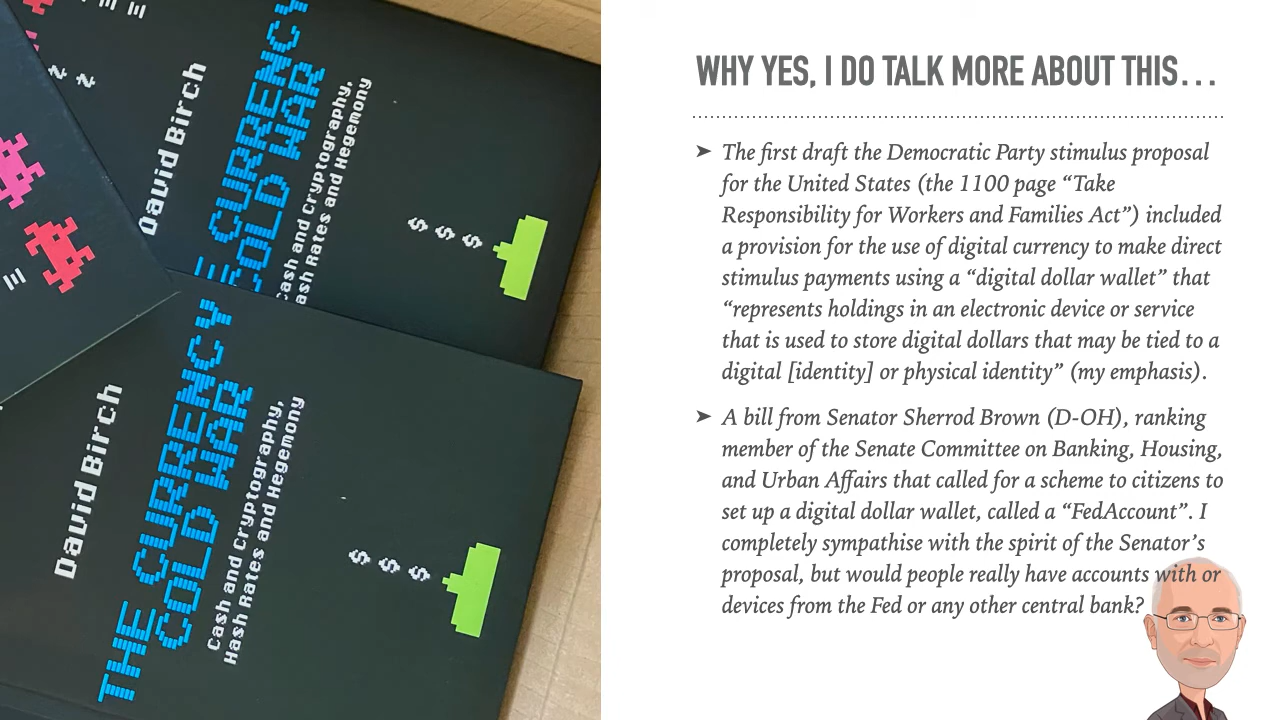 David Birch
THE CURRENCY
COLD WAR
Cash and Cryptography,
Hash Rates and Hegemony
$ $ $
David Birch
THE CURRENCY
COLD WAR
Cash and Cryptography,
Hash Rates and Hegemony
$ $ $
WHY YES, I DO TALK MORE ABOUT THIS…
➤ The first draft the Democratic Party stimulus proposal
for the United States (the 1100 page “Take
Responsibility for Workers and Families Act”) included
a provision for the use of digital currency to make direct
stimulus payments using a “digital dollar wallet” that
“represents holdings in an electronic device or service
that is used to store digital dollars that may be tied to a
digital [identity] or physical identity” (my emphasis).
➤ A bill from Senator Sherrod Brown (D-OH), ranking
member of the Senate Committee on Banking, Housing,
and Urban Affairs that called for a scheme to citizens to
set up a digital dollar wallet, called a “FedAccount”. I
completely sympathise with the spirit of the Senator’s
proposal, but would people really have accounts with or
devices from the Fed or any other central bank?